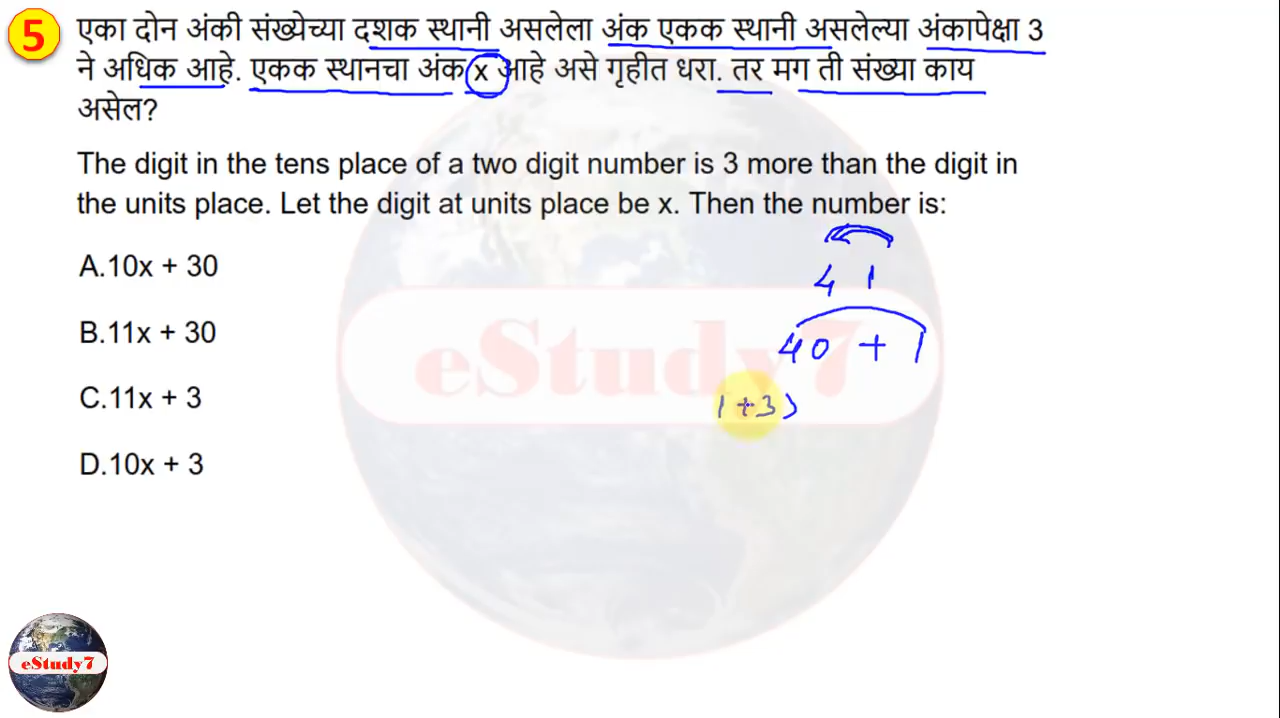 5
एका दोन अंकी संख्येच्या दशक स्थानी असलेला अंक एकक स्थानी असलेल्या अंकापेक्षा 3
ने अधिक आहे. एकक स्थानचा अंक x आहे असे गृहीत धरा. तर मग ती संख्या काय
असेल?
The digit in the tens place of a two digit number is 3 more than the digit in
the units place. Let the digit at units place be x. Then the number is:
A.10x + 30
B.11x + 30
C.11x + 3
D.10x + 3
4 1
40 + 1
1+3)
eStudy7
eStudy7